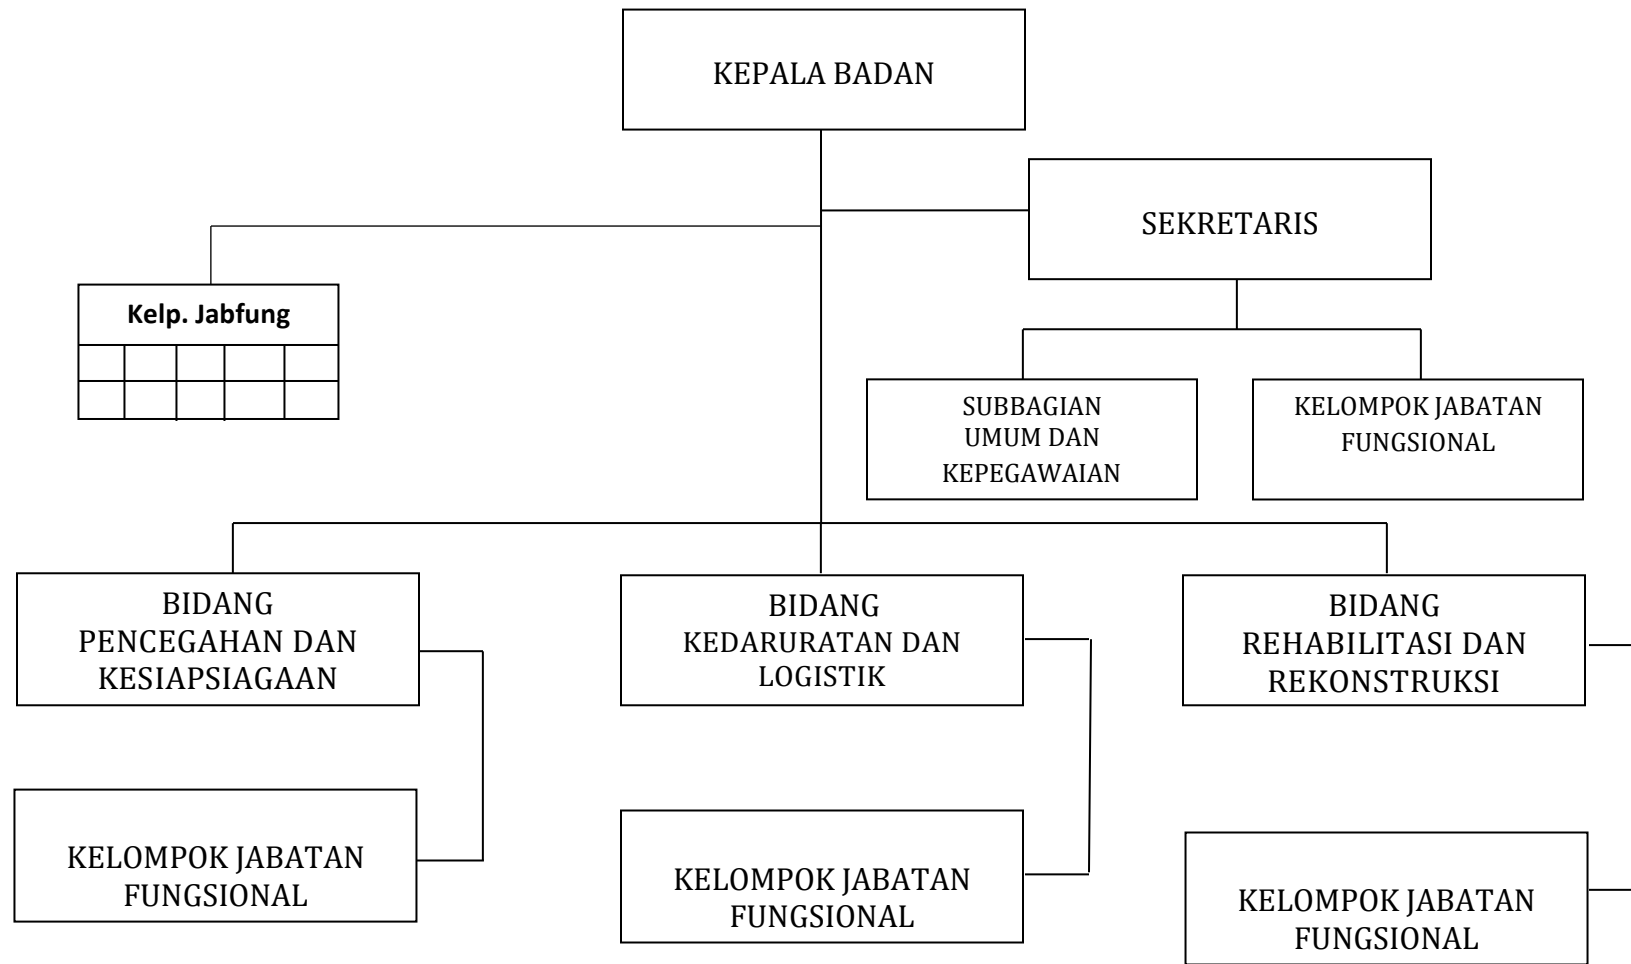 KEPALA BADAN
SEKRETARIS
Kelp. Jabfung
SUBBAGIAN
UMUM DAN
KEPEGAWAIAN
KELOMPOK JABATAN
FUNGSIONAL
BIDANG
PENCEGAHAN DAN
KESIAPSIAGAAN
BIDANG
KEDARURATAN DAN
LOGISTIK
BIDANG
REHABILITASI DAN
REKONSTRUKSI
KELOMPOK JABATAN
FUNGSIONAL
KELOMPOK JABATAN
FUNGSIONAL
KELOMPOK JABATAN
FUNGSIONAL